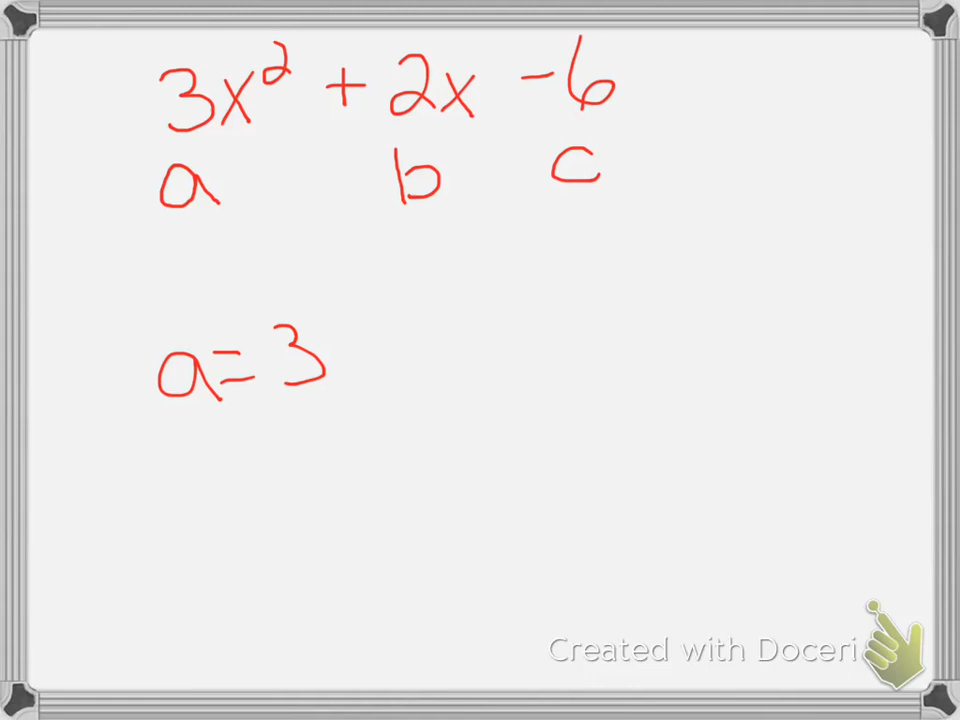 3x² + 2x - 6
a b c
a = 3
Created with Doceri